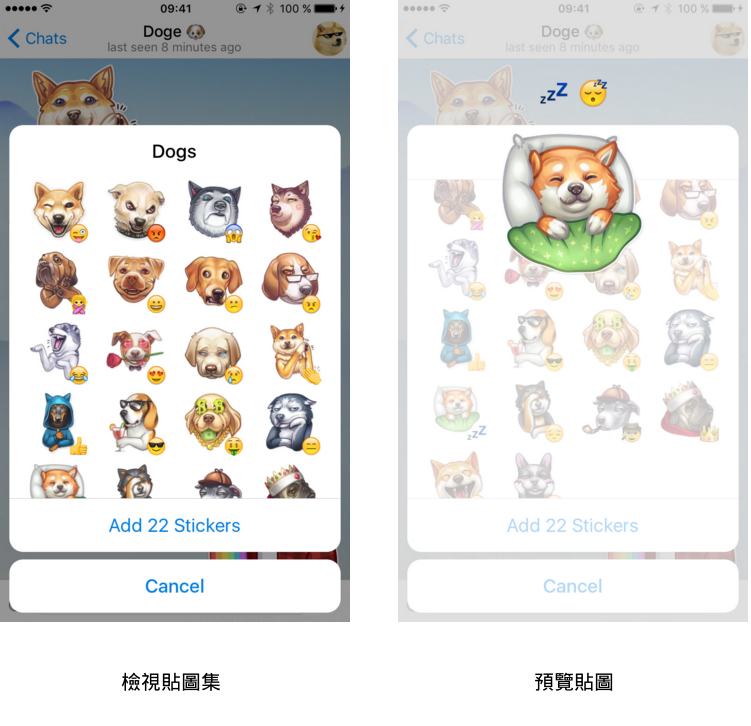 09:41 100 %
Chats Doge
last seen 8 minutes ago
Dogs
Add 22 Stickers
Cancel
09:41 100 %
Chats Doge
last seen 8 minutes ago
zzZ
zzZ
Add 22 Stickers
Cancel
檢視貼圖集
預覽貼圖